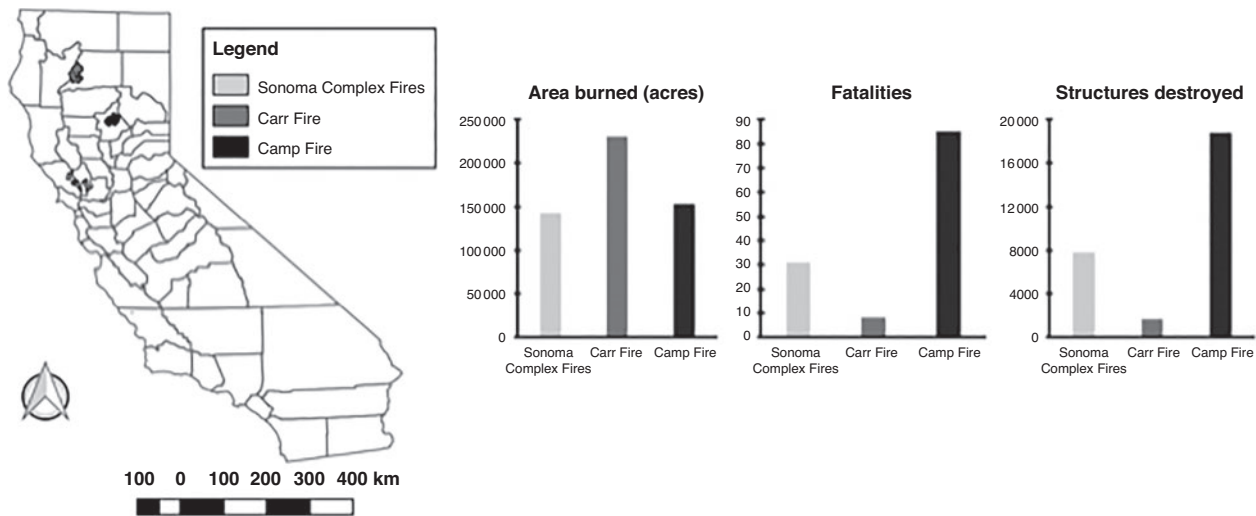 Legend
Sonoma Complex Fires
Carr Fire
Camp Fire
100 0 100 200 300 400 km
Area burned (acres)
250 000
200 000
150 000
100 000
50 000
0
Sonoma Complex Fires
Carr Fire
Camp Fire
Fatalities
90
80
70
60
50
40
30
20
10
0
Sonoma Complex Fires
Carr Fire
Camp Fire
Structures destroyed
20 000
16 000
12 000
8000
4000
0
Sonoma Complex Fires
Carr Fire
Camp Fire